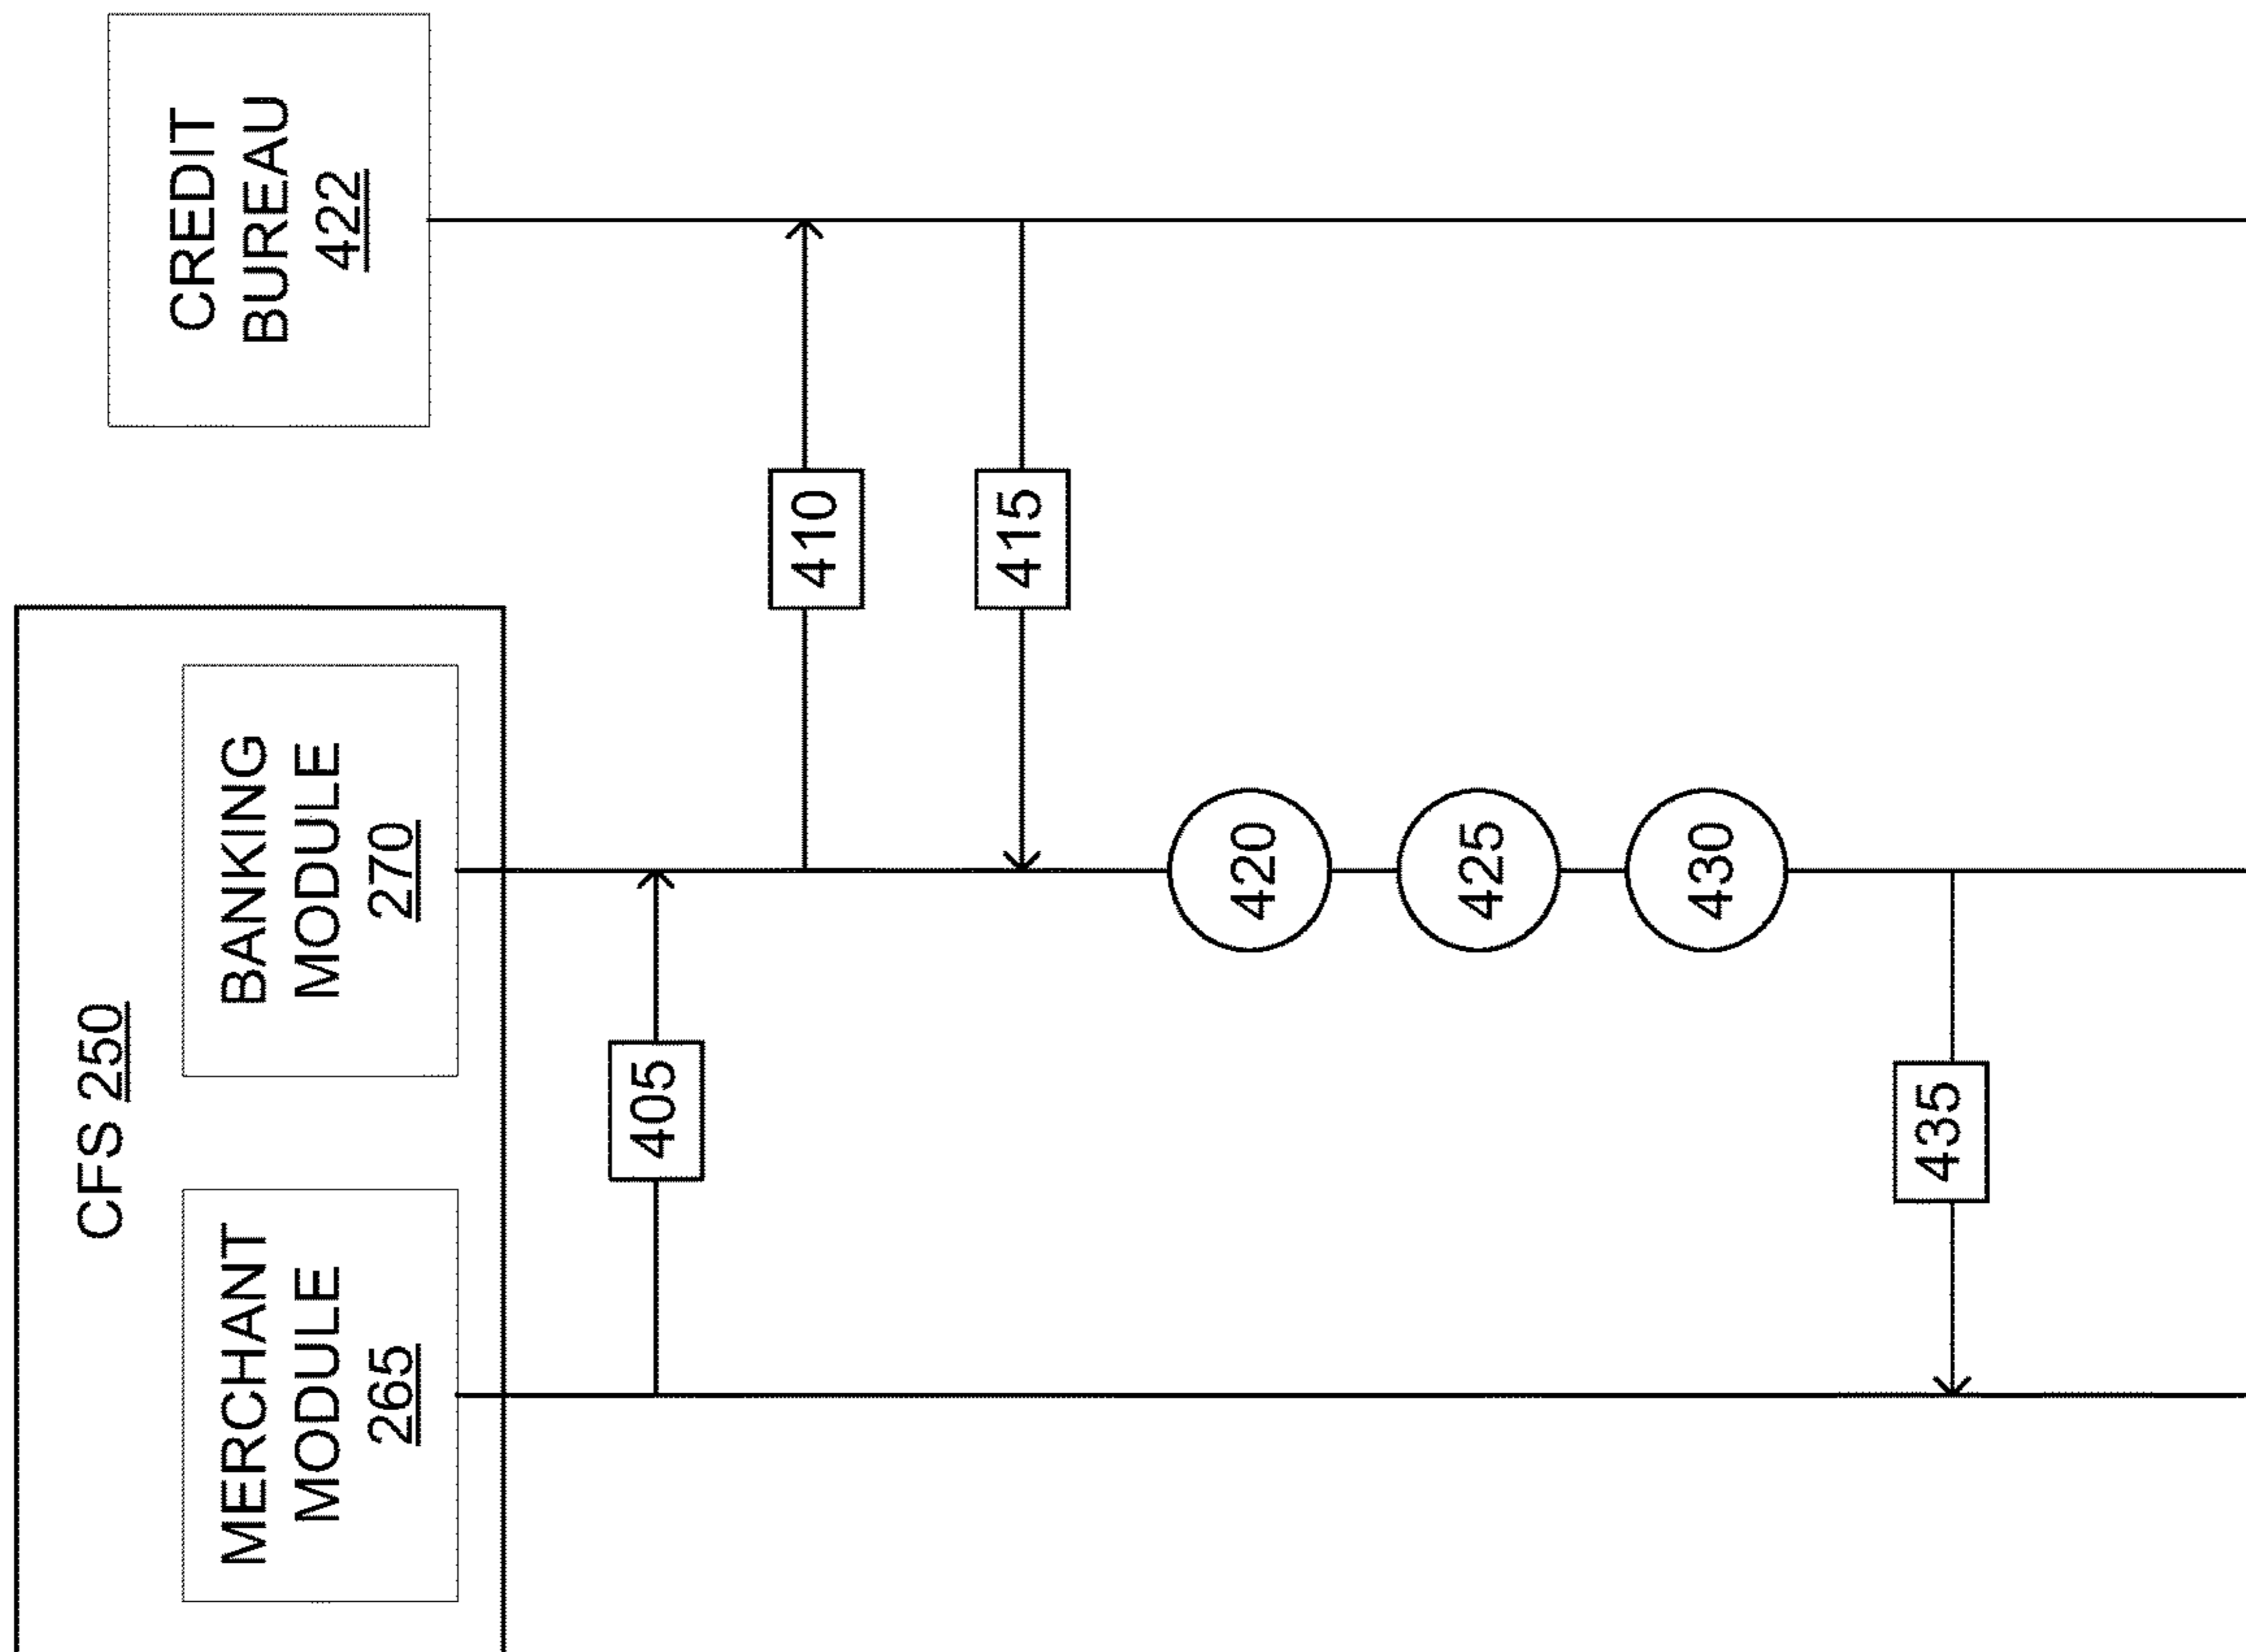 CFS 250
MERCHANT
MODULE
265
BANKING
MODULE
270
CREDIT
BUREAU
422
405
410
415
420
425
430
435